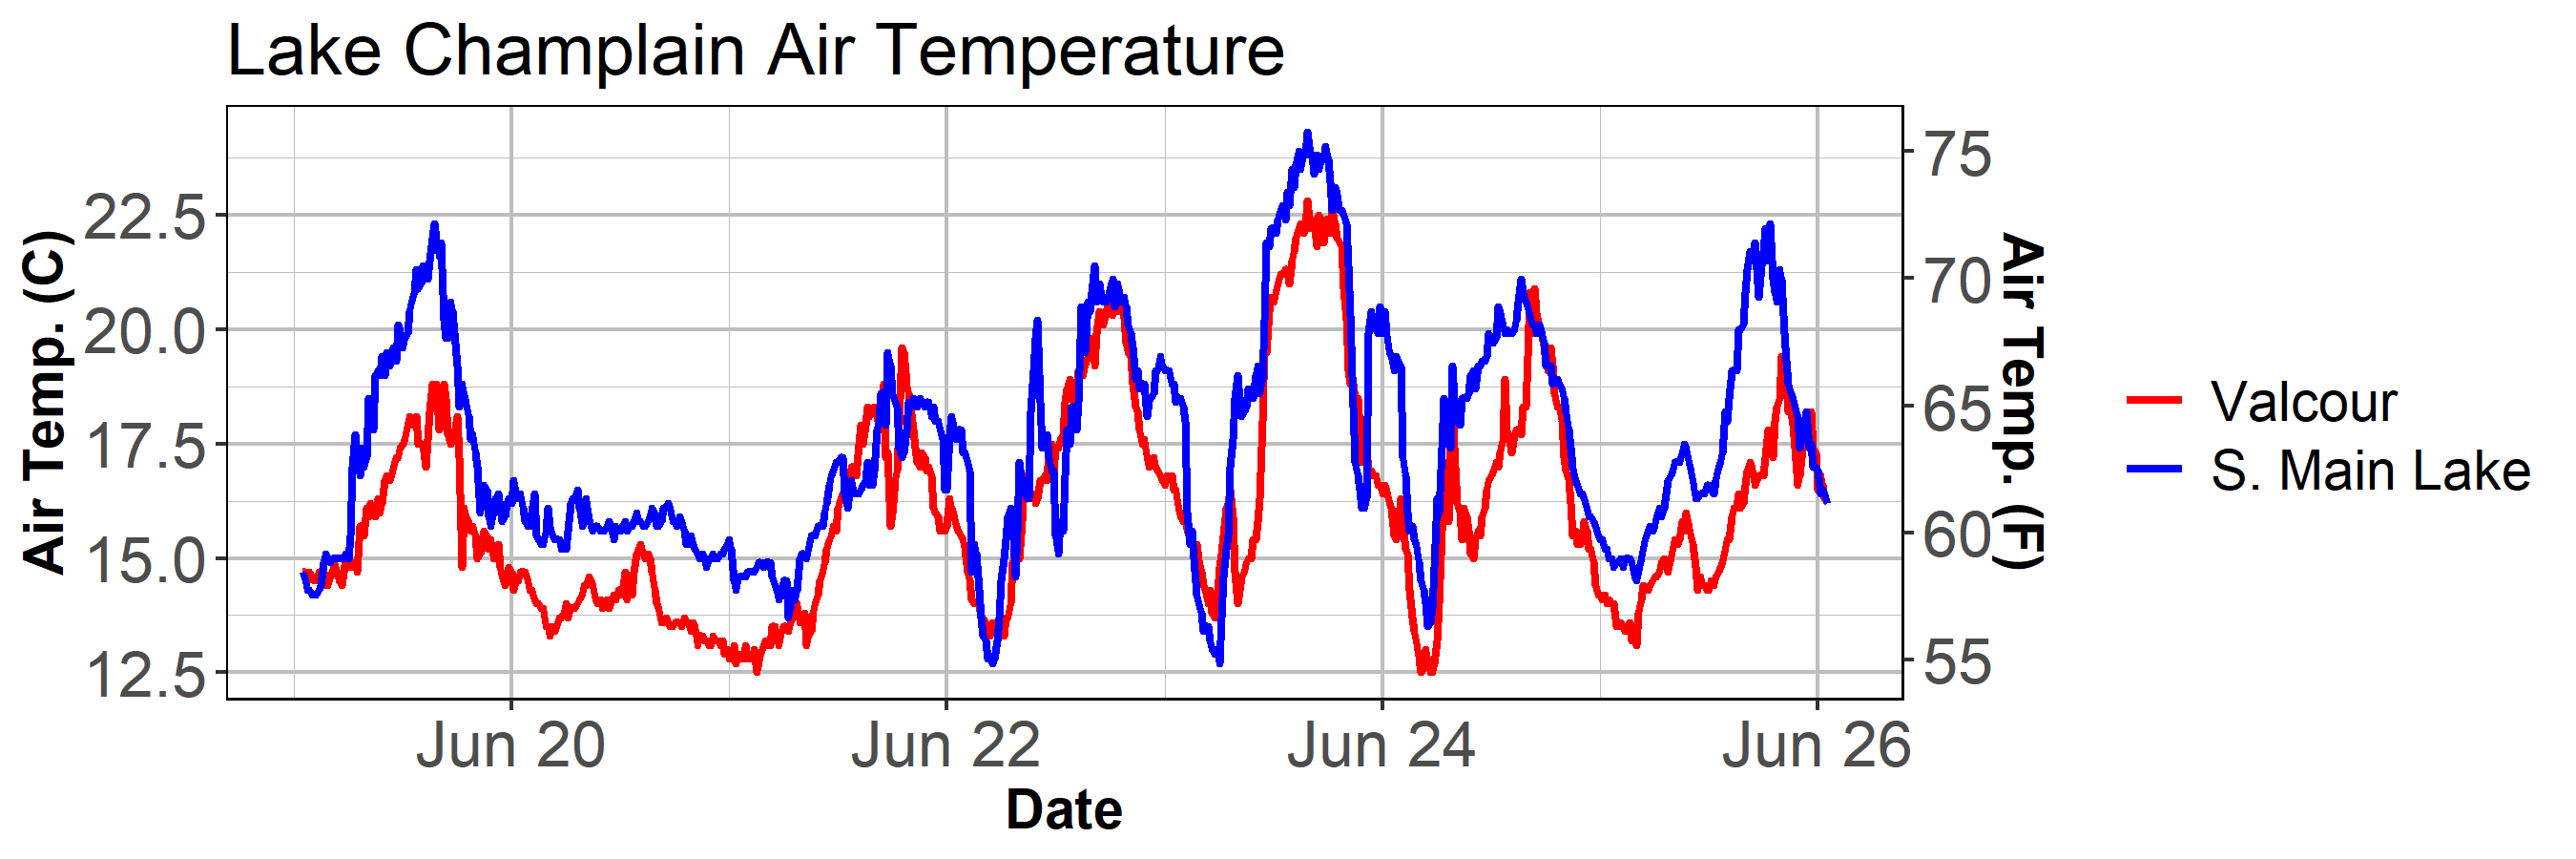 Lake Champlain Air Temperature
Air Temp. (C)
22.5
20.0
17.5
15.0
12.5
75
70
65
60
55
Air Temp. (F)
Jun 20
Jun 22
Jun 24
Jun 26
Date
Valcour
S. Main Lake